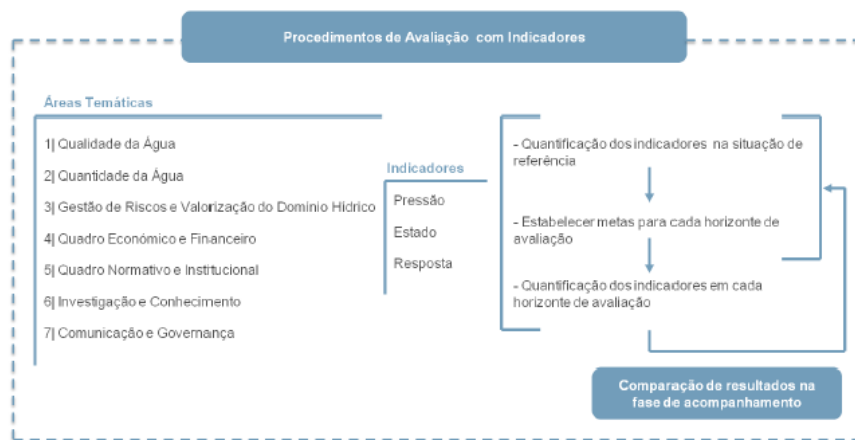 Procedimentos de Avaliação com Indicadores
Áreas Temáticas
1| Qualidade da Água
2| Quantidade da Água
3| Gestão de Riscos e Valorização do Domínio Hídrico
4| Quadro Económico e Financeiro
5| Quadro Normativo e Institucional
6| Investigação e Conhecimento
7| Comunicação e Governança
Indicadores
Pressão
Estado
Resposta
- Quantificação dos indicadores na situação de
referência
- Estabelecer metas para cada horizonte de
avaliação
- Quantificação dos indicadores em cada
horizonte de avaliação
Comparação de resultados na
fase de acompanhamento